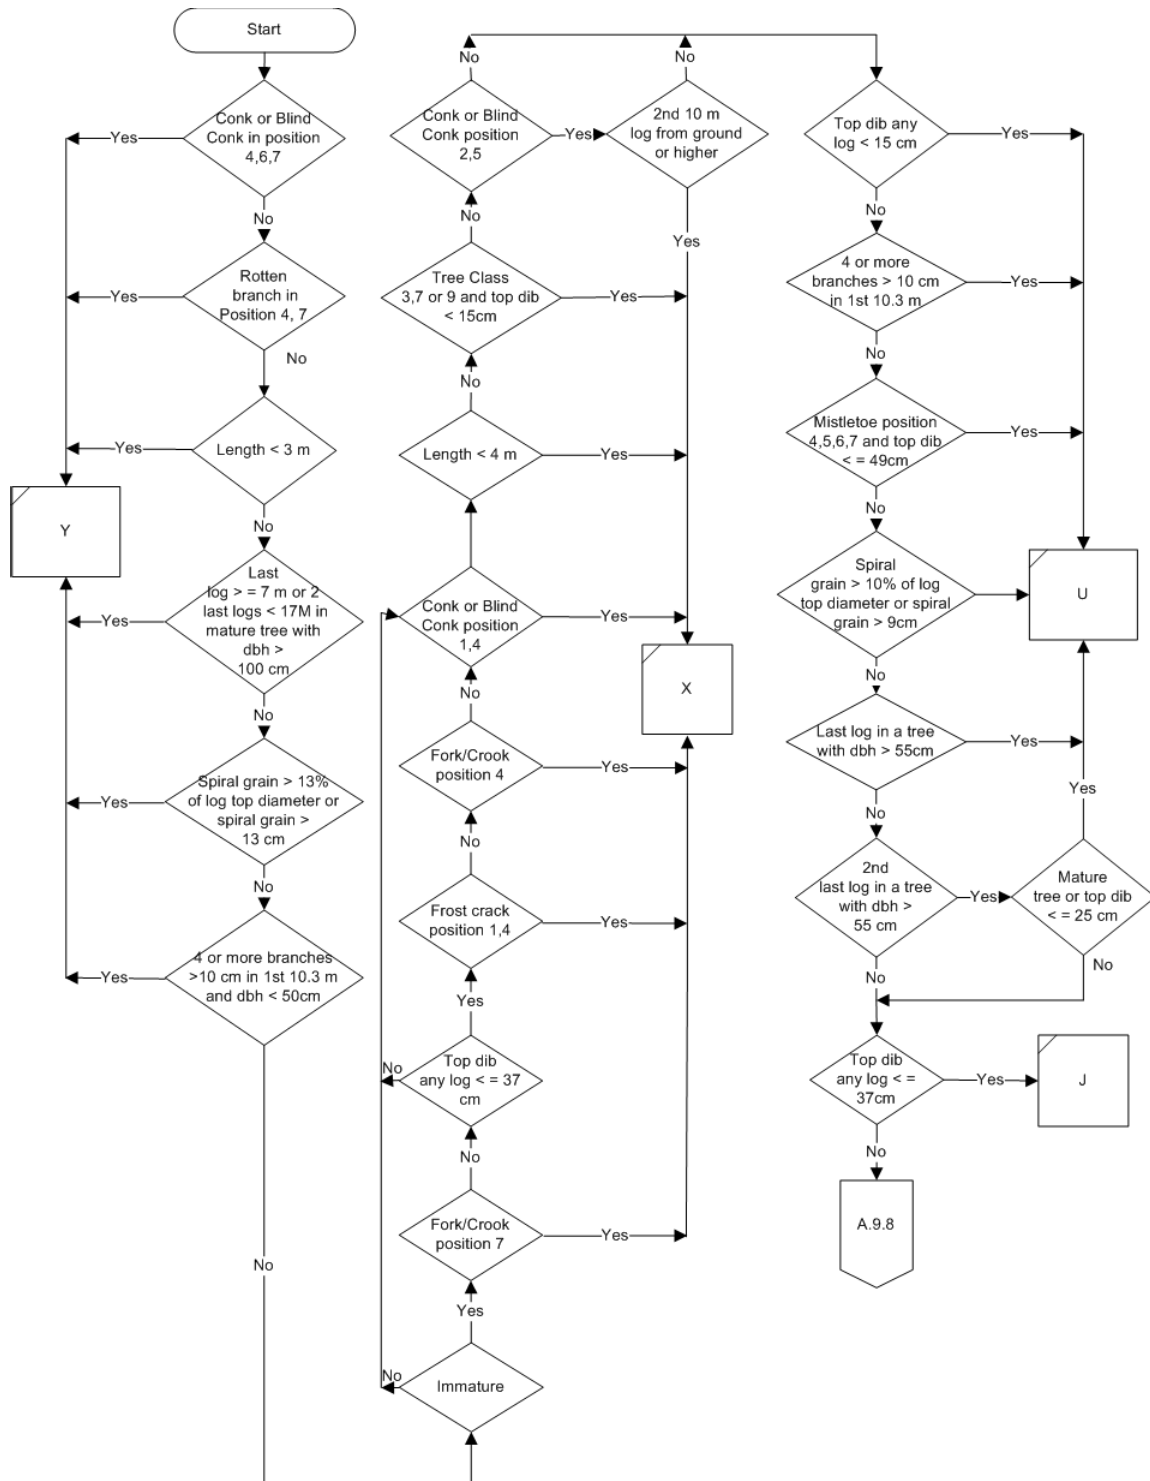 Start
Conk or Blind
Conk in position
4,6,7
Yes
No
Rotten
branch in
Position 4, 7
Yes
No
Length < 3 m
Yes
No
Y
Last
log > = 7 m or 2
last logs < 17M in
mature tree with
dbh >
100 cm
Yes
No
Spiral grain > 13%
of log top diameter or
spiral grain >
13 cm
Yes
No
4 or more branches
>10 cm in 1st 10.3 m
and dbh < 50cm
Yes
No
No
Conk or Blind
Conk position
2,5
Yes
No
2nd 10 m
log from ground
or higher
Yes
No
Tree Class
3,7 or 9 and top dib
< 15cm
Yes
No
Length < 4 m
Yes
Conk or Blind
Conk position
1,4
Yes
No
X
Fork/Crook
position 4
Yes
No
Frost crack
position 1,4
Yes
Yes
Top dib
any log < = 37
cm
No
No
Fork/Crook
position 7
Yes
Yes
Immature
No
Top dib any
log < 15 cm
Yes
No
4 or more
branches > 10 cm
in 1st 10.3 m
Yes
No
Mistletoe position
4,5,6,7 and top dib
< = 49cm
Yes
No
Spiral
grain > 10% of log
top diameter or spiral
grain > 9cm
U
No
Last log in a tree
with dbh > 55cm
Yes
No
Yes
2nd
last log in a tree
with dbh >
55 cm
Yes
Mature
tree or top dib
< = 25 cm
No
No
Top dib
any log < =
37cm
Yes
J
No
A.9.8